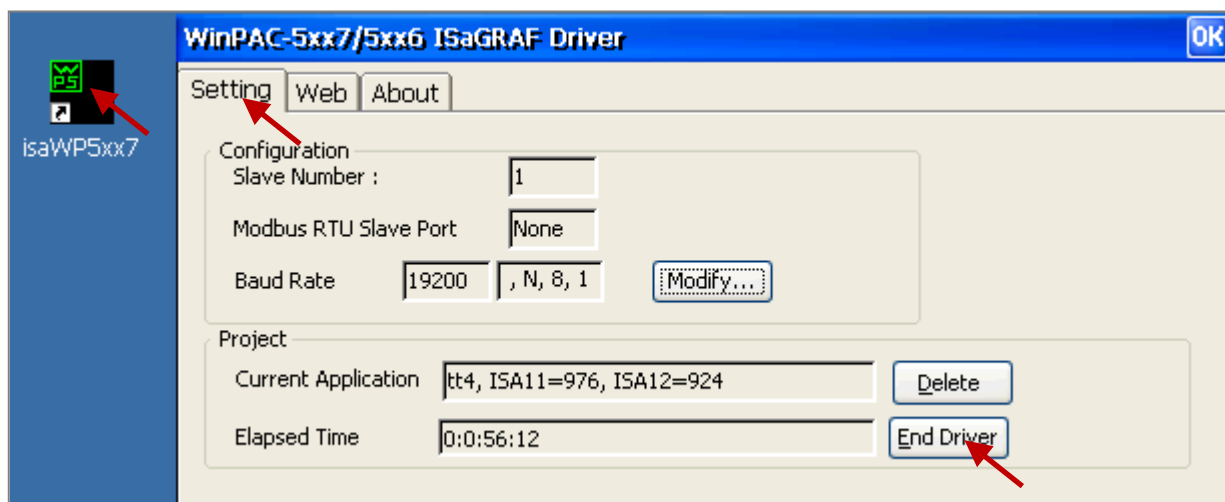 WinPAC-5xx7/5xx6 ISaGRAF Driver
OK
WP
5
isaWP5xx7
Setting
Web
About
Configuration
Slave Number :
1
Modbus RTU Slave Port
None
Baud Rate
19200
, N, 8, 1
Modify...
Project
Current Application
tt4, ISA11=976, ISA12=924
Delete
Elapsed Time
0:0:56:12
End Driver